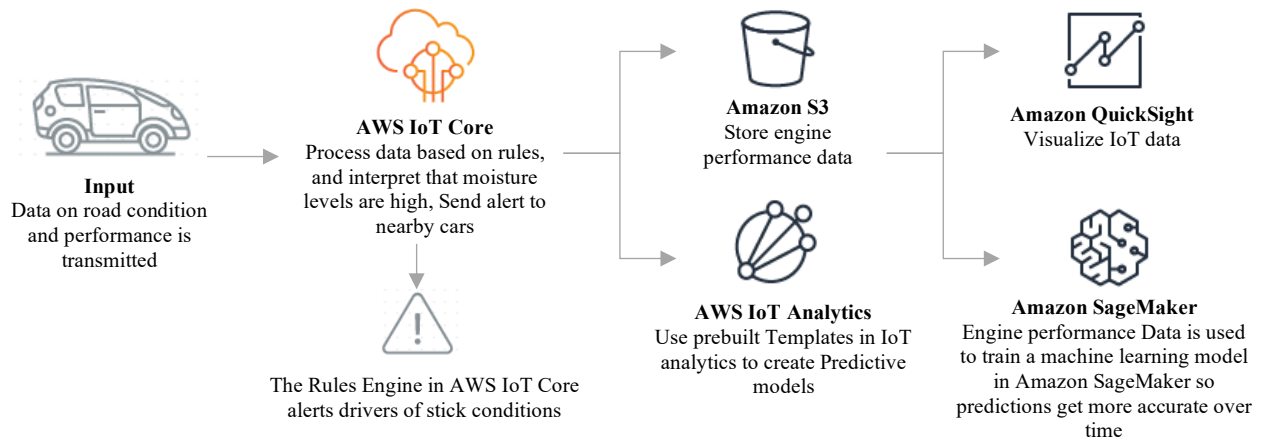 Input
Data on road condition
and performance is
transmitted
AWS IoT Core
Process data based on rules,
and interpret that moisture
levels are high, Send alert to
nearby cars
The Rules Engine in AWS IoT Core
alerts drivers of stick conditions
Amazon S3
Store engine
performance data
AWS IoT Analytics
Use prebuilt Templates in IoT
analytics to create Predictive
models
Amazon QuickSight
Visualize IoT data
Amazon SageMaker
Engine performance Data is used
to train a machine learning model
in Amazon SageMaker so
predictions get more accurate over
time